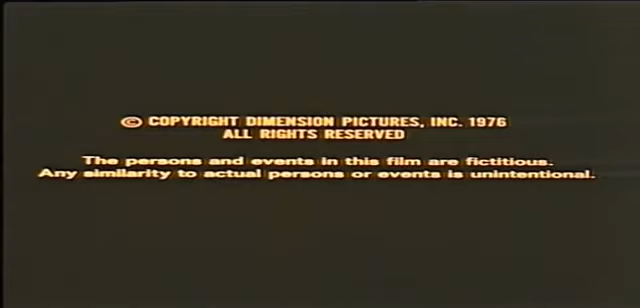 © COPYRIGHT DIMENSION PICTURES, INC. 1976
ALL RIGHTS RESERVED
The persons and events in this film are fictitious.
Any similarity to actual persons or events is unintentional.